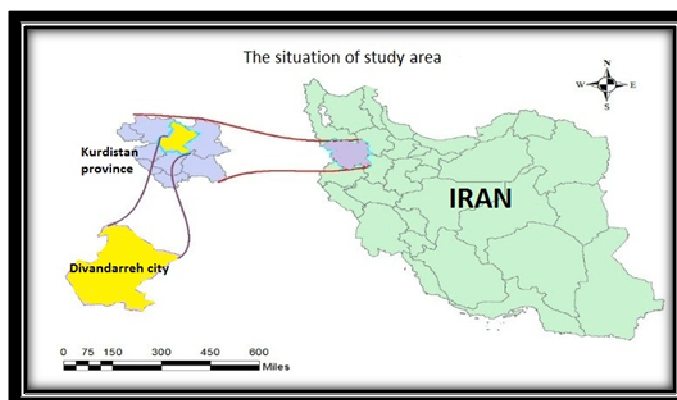 The situation of study area
N
W E
S
Kurdistan
province
IRAN
Divandarreh city
0 75 150 300 450 600
Miles